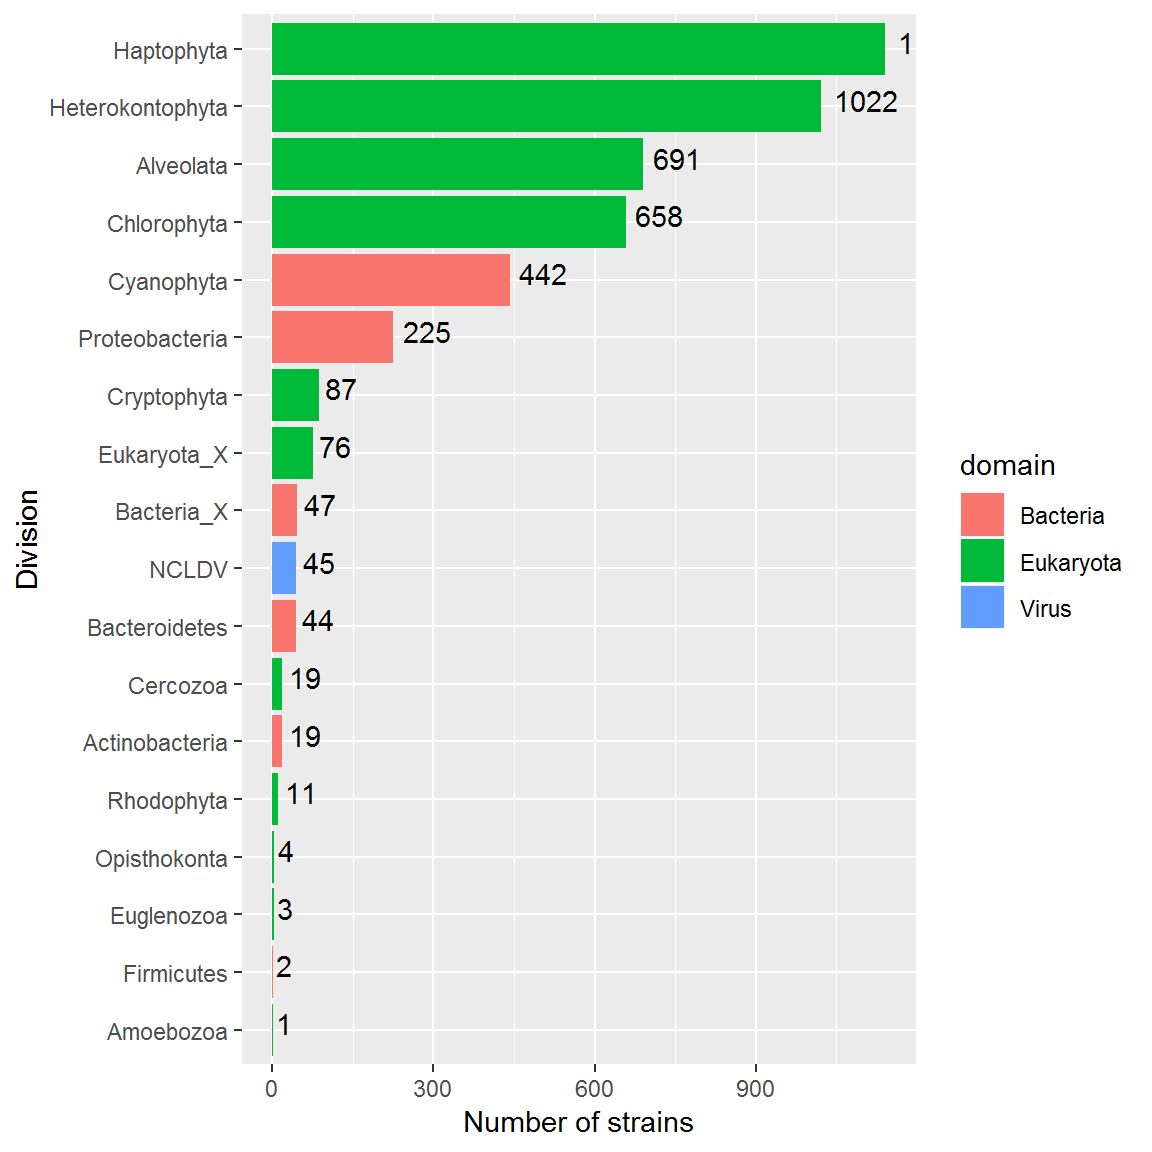 Haptophyta 1
Heterokontophyta 1022
Alveolata 691
Chlorophyta 658
Cyanophyta 442
Proteobacteria 225
Cryptophyta 87
Eukaryota_X 76
Bacteria_X 47
NCLDV 45
Bacteroidetes 44
Cercozoa 19
Actinobacteria 19
Rhodophyta 11
Opisthokonta 4
Euglenozoa 3
Firmicutes 2
Amoebozoa 1
Division
0 300 600 900
Number of strains
domain
Bacteria
Eukaryota
Virus